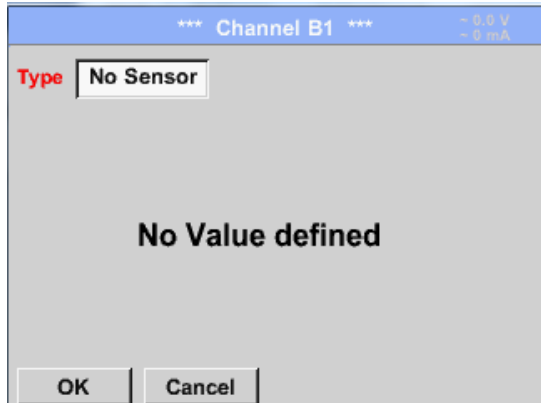 *** Channel B1 ***
~ 0.0 V
~ 0 mA
Type No Sensor
No Value defined
OK Cancel